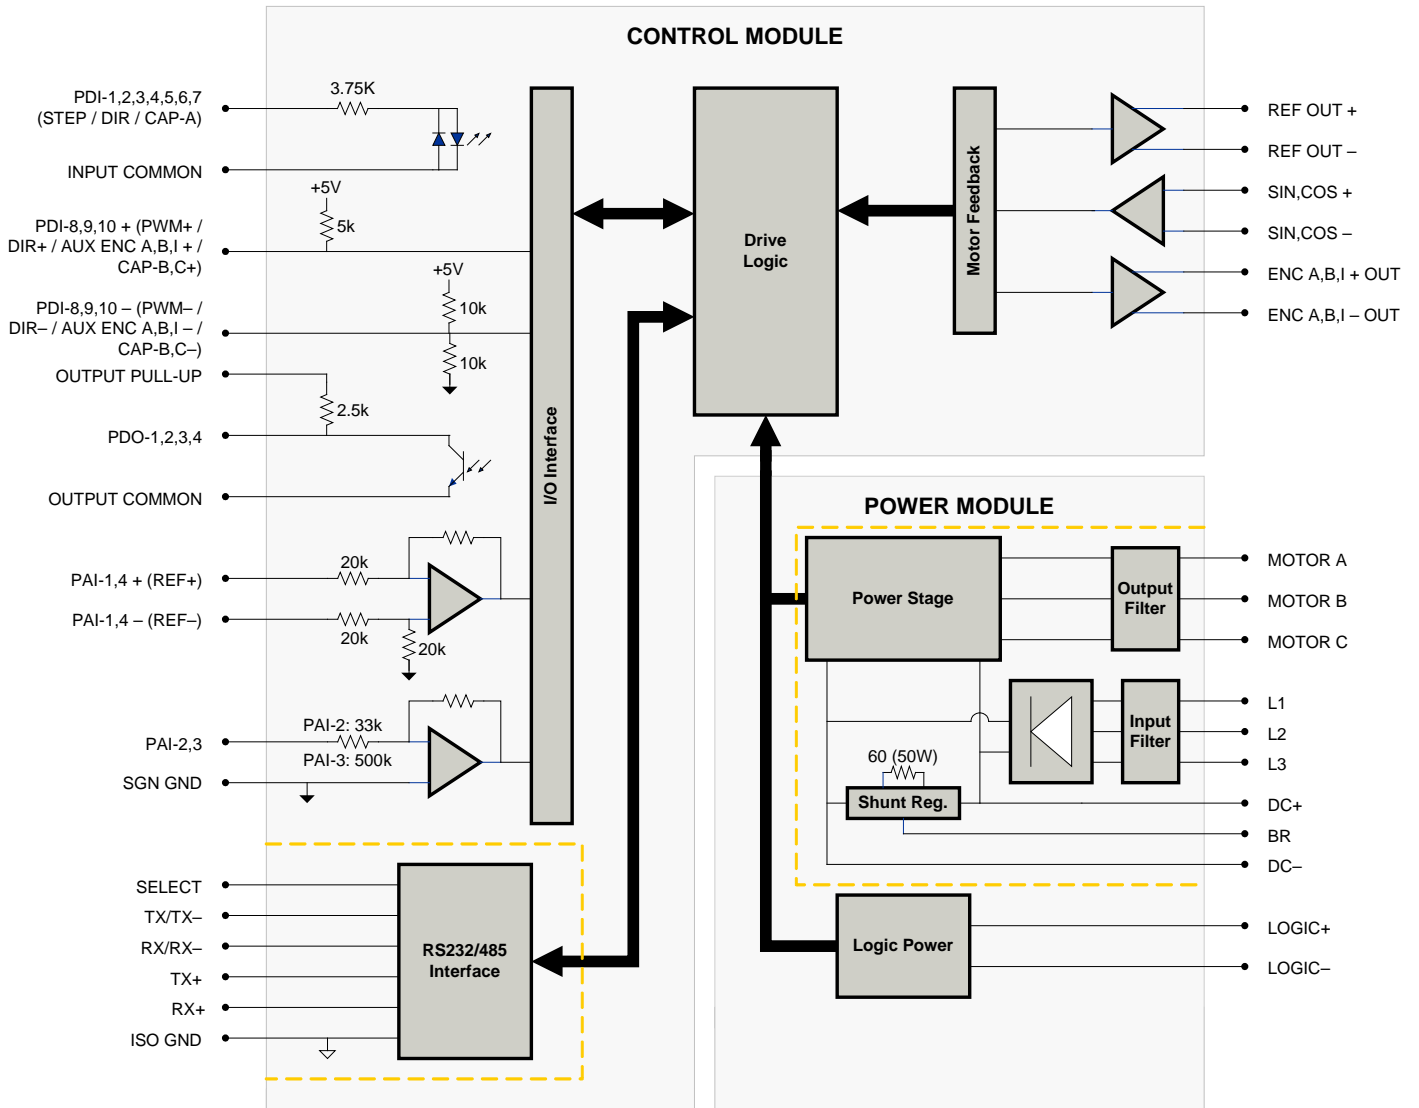 CONTROL MODULE
PDI-1,2,3,4,5,6,7
(STEP / DIR / CAP-A)
3.75K
INPUT COMMON
+5V
5k
PDI-8,9,10 + (PWM+ /
DIR+ / AUX ENC A,B,I + /
CAP-B,C+)
+5V
10k
PDI-8,9,10 – (PWM– /
DIR– / AUX ENC A,B,I – /
CAP-B,C–)
10k
OUTPUT PULL-UP
2.5k
PDO-1,2,3,4
OUTPUT COMMON
PAI-1,4 + (REF+)
20k
PAI-1,4 – (REF–)
20k
20k
PAI-2,3
PAI-2: 33k
PAI-3: 500k
SGN GND
I/O Interface
Drive
Logic
Motor Feedback
REF OUT +
REF OUT –
SIN,COS +
SIN,COS –
ENC A,B,I + OUT
ENC A,B,I – OUT
SELECT
TX/TX–
RX/RX–
TX+
RX+
ISO GND
RS232/485
Interface
POWER MODULE
Power Stage
Output
Filter
MOTOR A
MOTOR B
MOTOR C
Input
Filter
L1
L2
L3
60 (50W)
Shunt Reg.
DC+
BR
DC–
Logic Power
LOGIC+
LOGIC–